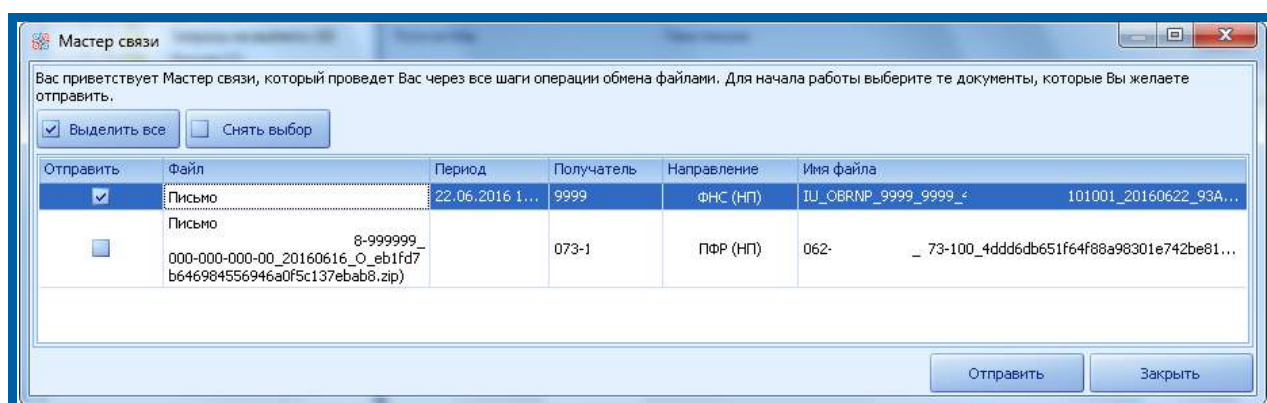 Мастер связи
Вас приветствует Мастер связи, который проведет Вас через все шаги операции обмена файлами. Для начала работы выберите те документы, которые Вы желаете
отправить.
Выделить все Снять выбор
Отправить Файл Период Получатель Направление Имя файла
Письмо 22.06.2016 1... 9999 ФНС (НП) IU_OBRNP_9999_9999_ 101001_20160622_93A...
Письмо
8-999999_
000-000-000-00_20160616_O_eb1fd7
b646984556946a0f5c137ebab8.zip)
073-1 ПФР (НП) 062- _ 73-100_4ddd6db651f64f88a98301e742be81...
Отправить Закрыть